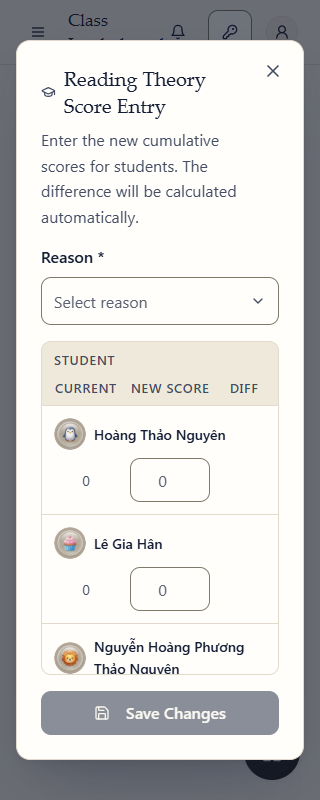 Class
Reading Theory
Score Entry
Enter the new cumulative
scores for students. The
difference will be calculated
automatically.
Reason *
Select reason
STUDENT
CURRENT NEW SCORE DIFF
Hoàng Thảo Nguyên
0 0
Lê Gia Hân
0 0
Nguyễn Hoàng Phương
Thảo Nguyên
Save Changes